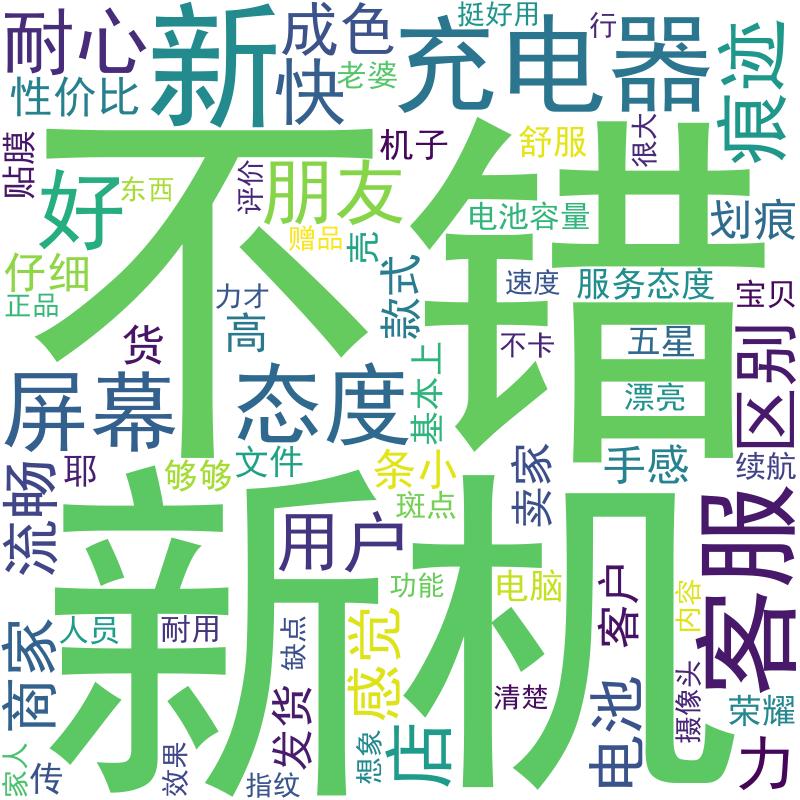 耐心
新
成色
快
老婆
充电器
挺好用
行
痕迹
性价比
贴膜
不错
机子
舒服
很大
好
东西
评价
朋友
电池容量
划痕
赠品
壳
仔细
正品
力才
高
款式
速度
服务态度
宝贝
货
不卡
五星
区别
屏幕
态度
基本上
漂亮
流畅
耶
够够
文件
条小
斑点
卖家
手感
续航
新机
用户
功能
电脑
客户
内容
客服
商家
人员
耐用
缺点
感觉
清楚
电池
摄像头
荣耀
发货
店
想象
力
家人
传
效果
指纹